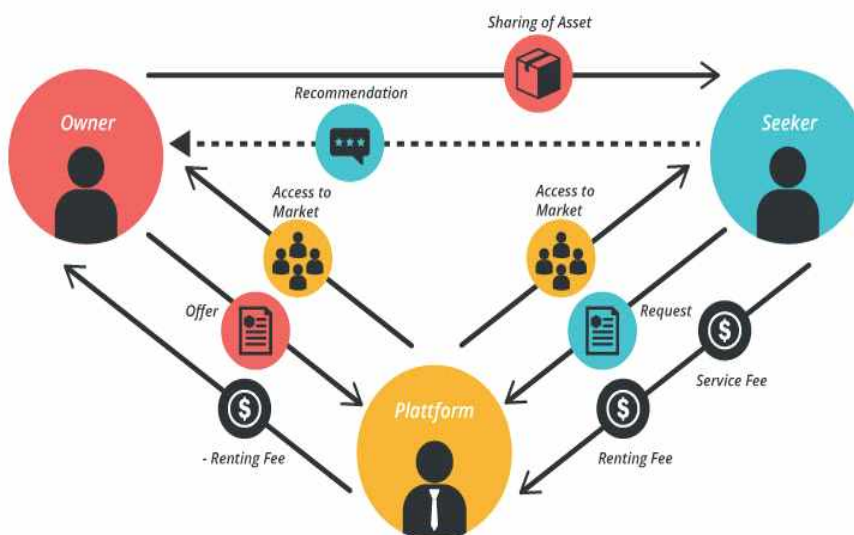 Sharing of Asset
Recommendation
Owner
Seeker
Access to
Market
Access to
Market
Offer
Request
$
Service Fee
Plattform
$
$
- Renting Fee
Renting Fee